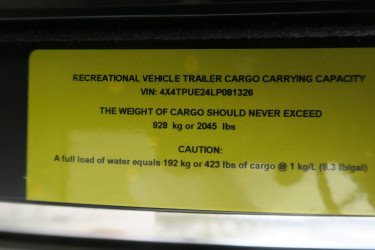 RECREATIONAL VEHICLE TRAILER CARGO CARRYING CAPACITY
VIN: 4X4TPUE24LP081326
THE WEIGHT OF CARGO SHOULD NEVER EXCEED
928 kg or 2045 lbs
CAUTION:
A full load of water equals 192 kg or 423 lbs of cargo @ 1 kg/L (8.3 lb/gal)